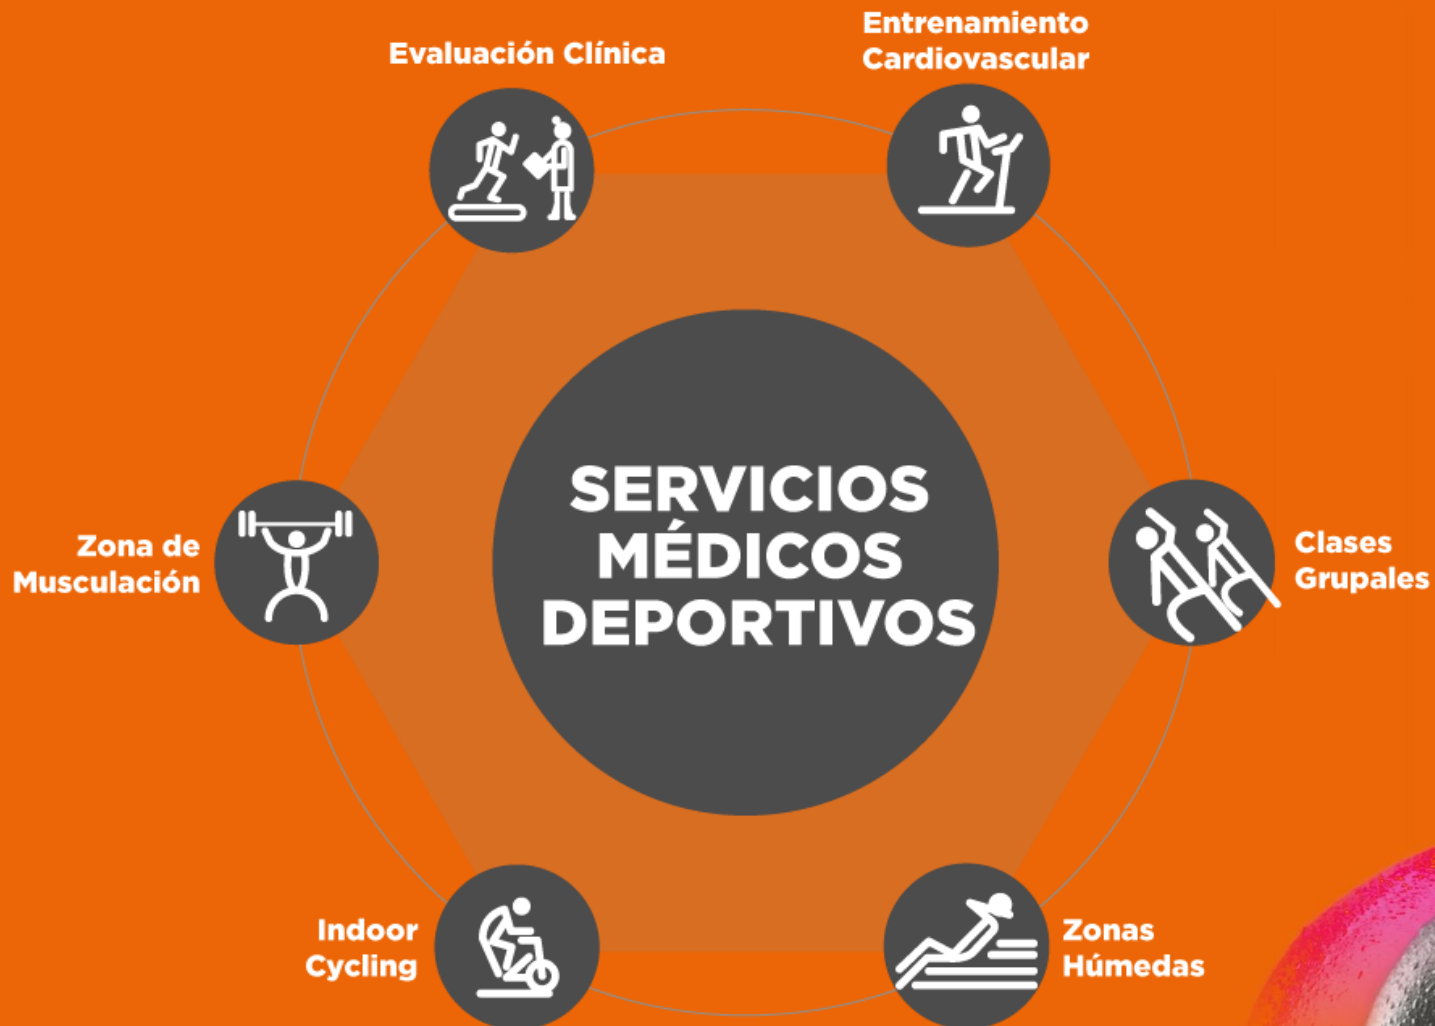 Evaluación Clínica
Entrenamiento
Cardiovascular
Zona de
Musculación
SERVICIOS
MÉDICOS
DEPORTIVOS
Clases
Grupales
Indoor
Cycling
Zonas
Húmedas